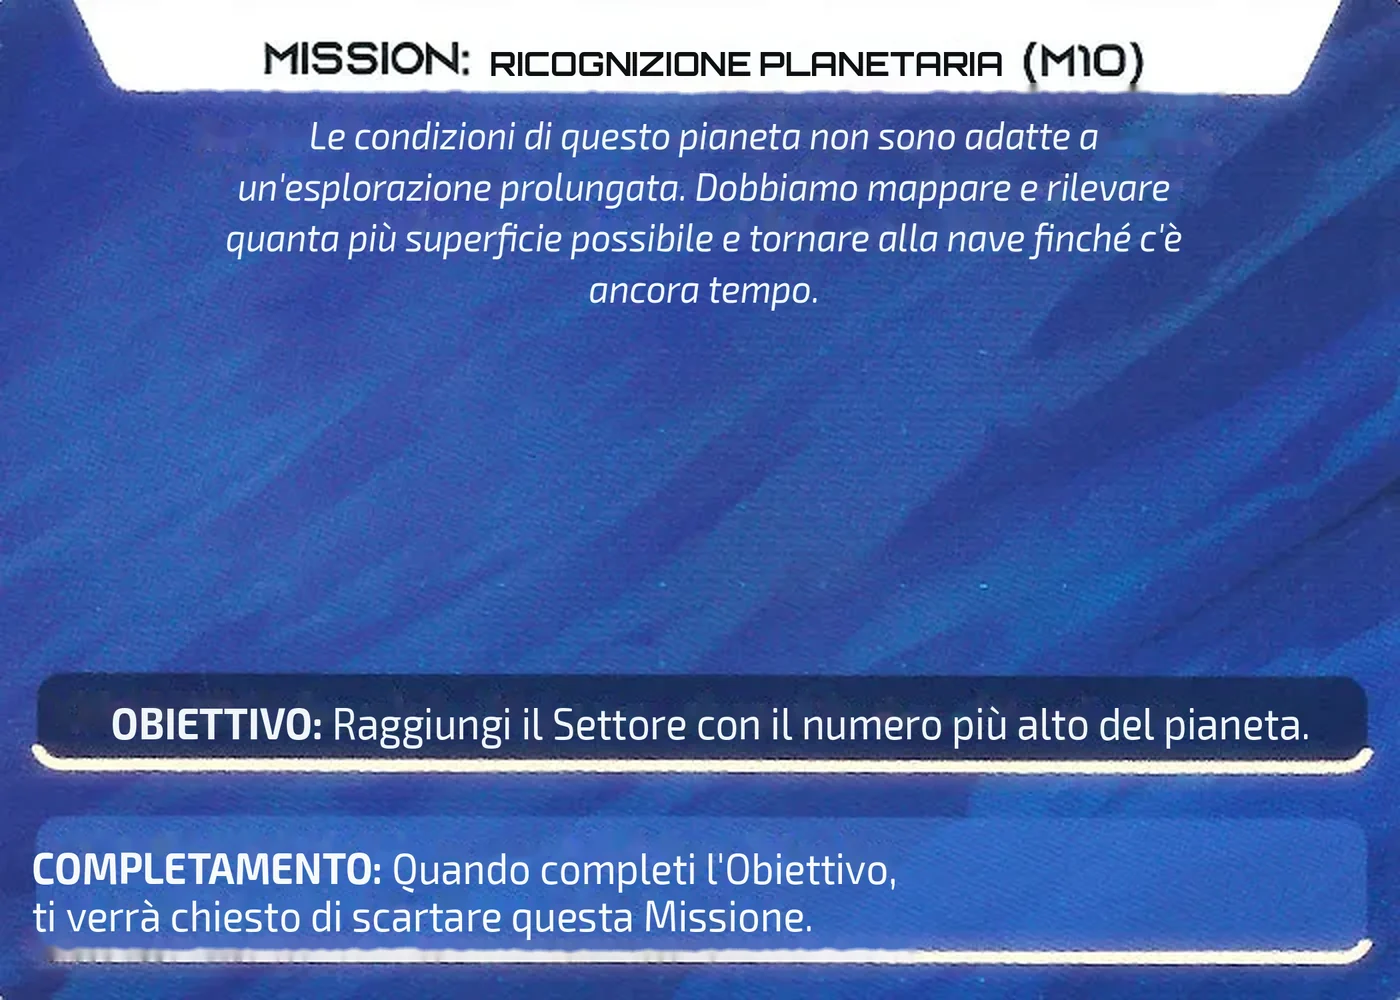 MISSION: RICOGNIZIONE PLANETARIA (M10)
Le condizioni di questo pianeta non sono adatte a
un'esplorazione prolungata. Dobbiamo mappare e rilevare
quanta più superficie possibile e tornare alla nave finché c'è
ancora tempo.
OBIETTIVO: Raggiungi il Settore con il numero più alto del pianeta.
COMPLETAMENTO: Quando completi l'Obiettivo,
ti verrà chiesto di scartare questa Missione.